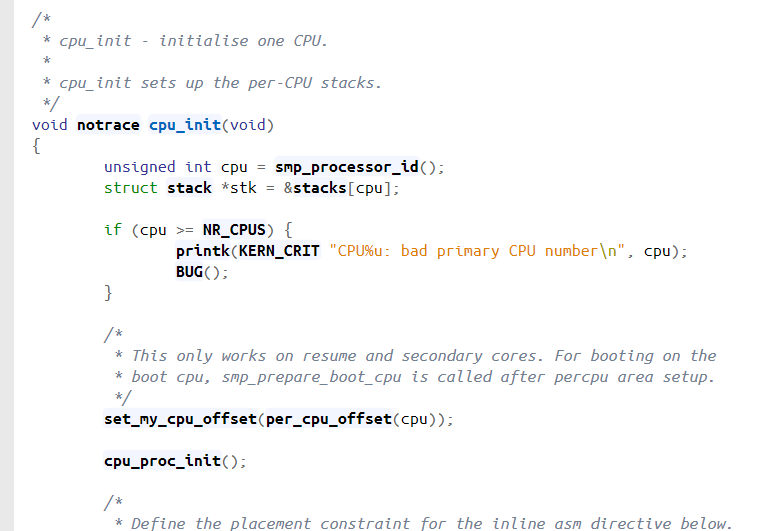 /*
 * cpu_init - initialise one CPU.
 *
 * cpu_init sets up the per-CPU stacks.
 */
void notrace cpu_init(void)
{
        unsigned int cpu = smp_processor_id();
        struct stack *stk = &stacks[cpu];

        if (cpu >= NR_CPUS) {
                printk(KERN_CRIT "CPU%u: bad primary CPU number\n", cpu);
                BUG();
        }

        /*
         * This only works on resume and secondary cores. For booting on the
         * boot cpu, smp_prepare_boot_cpu is called after percpu area setup.
         */
        set_my_cpu_offset(per_cpu_offset(cpu));

        cpu_proc_init();

        /*
         * Define the placement constraint for the inline asm directive below.